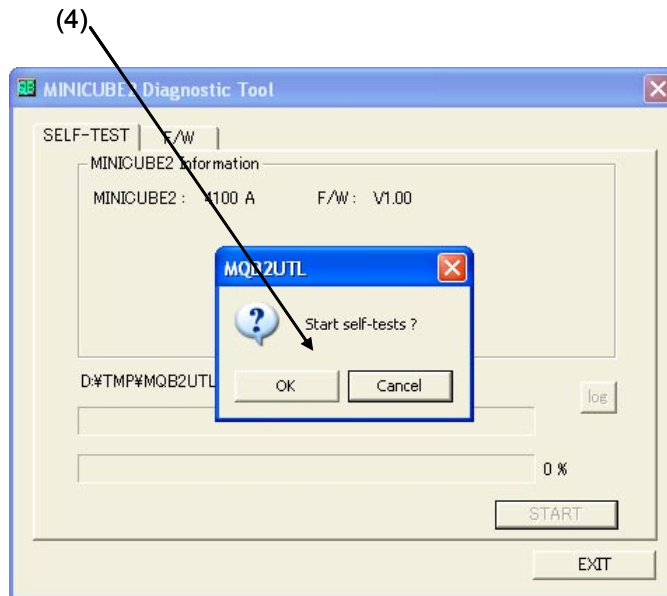 (4)
MINICUBE2 Diagnostic Tool
SELF-TEST F/W
MINICUBE2 Information
MINICUBE2 : 4100 A F/W : V1.00
MQB2UTL
Start self-tests ?
D:¥TMP¥MQB2UTL
OK Cancel
log
0 %
START
EXIT